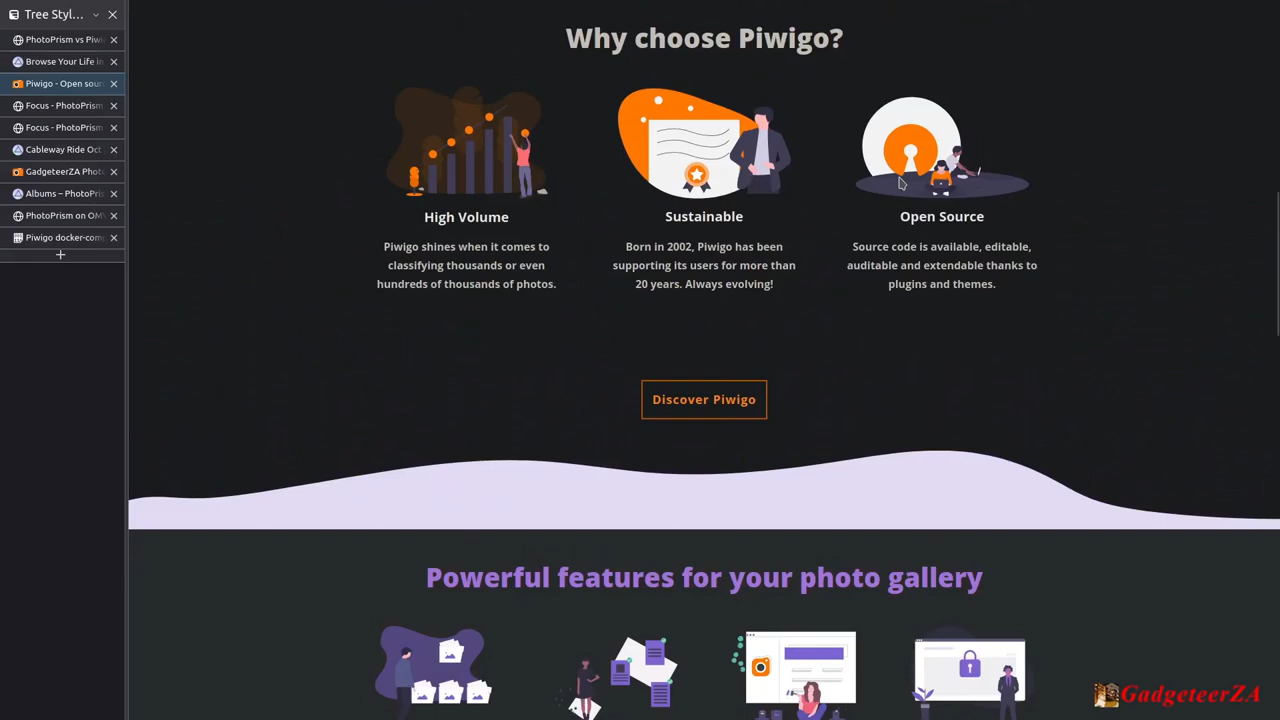 Tree Styl...
PhotoPrism vs Piwig
Browse Your Life in
Piwigo - Open sour
Focus - PhotoPrism
Focus - PhotoPrism
Cableway Ride Oct
GadgeteerZA Photo
Albums – PhotoPris
PhotoPrism on OMV
Piwigo docker-com
Why choose Piwigo?
High Volume
Piwigo shines when it comes to
classifying thousands or even
hundreds of thousands of photos.
Sustainable
Born in 2002, Piwigo has been
supporting its users for more than
20 years. Always evolving!
Open Source
Source code is available, editable,
auditable and extendable thanks to
plugins and themes.
Discover Piwigo
Powerful features for your photo gallery
GadgeteerZA